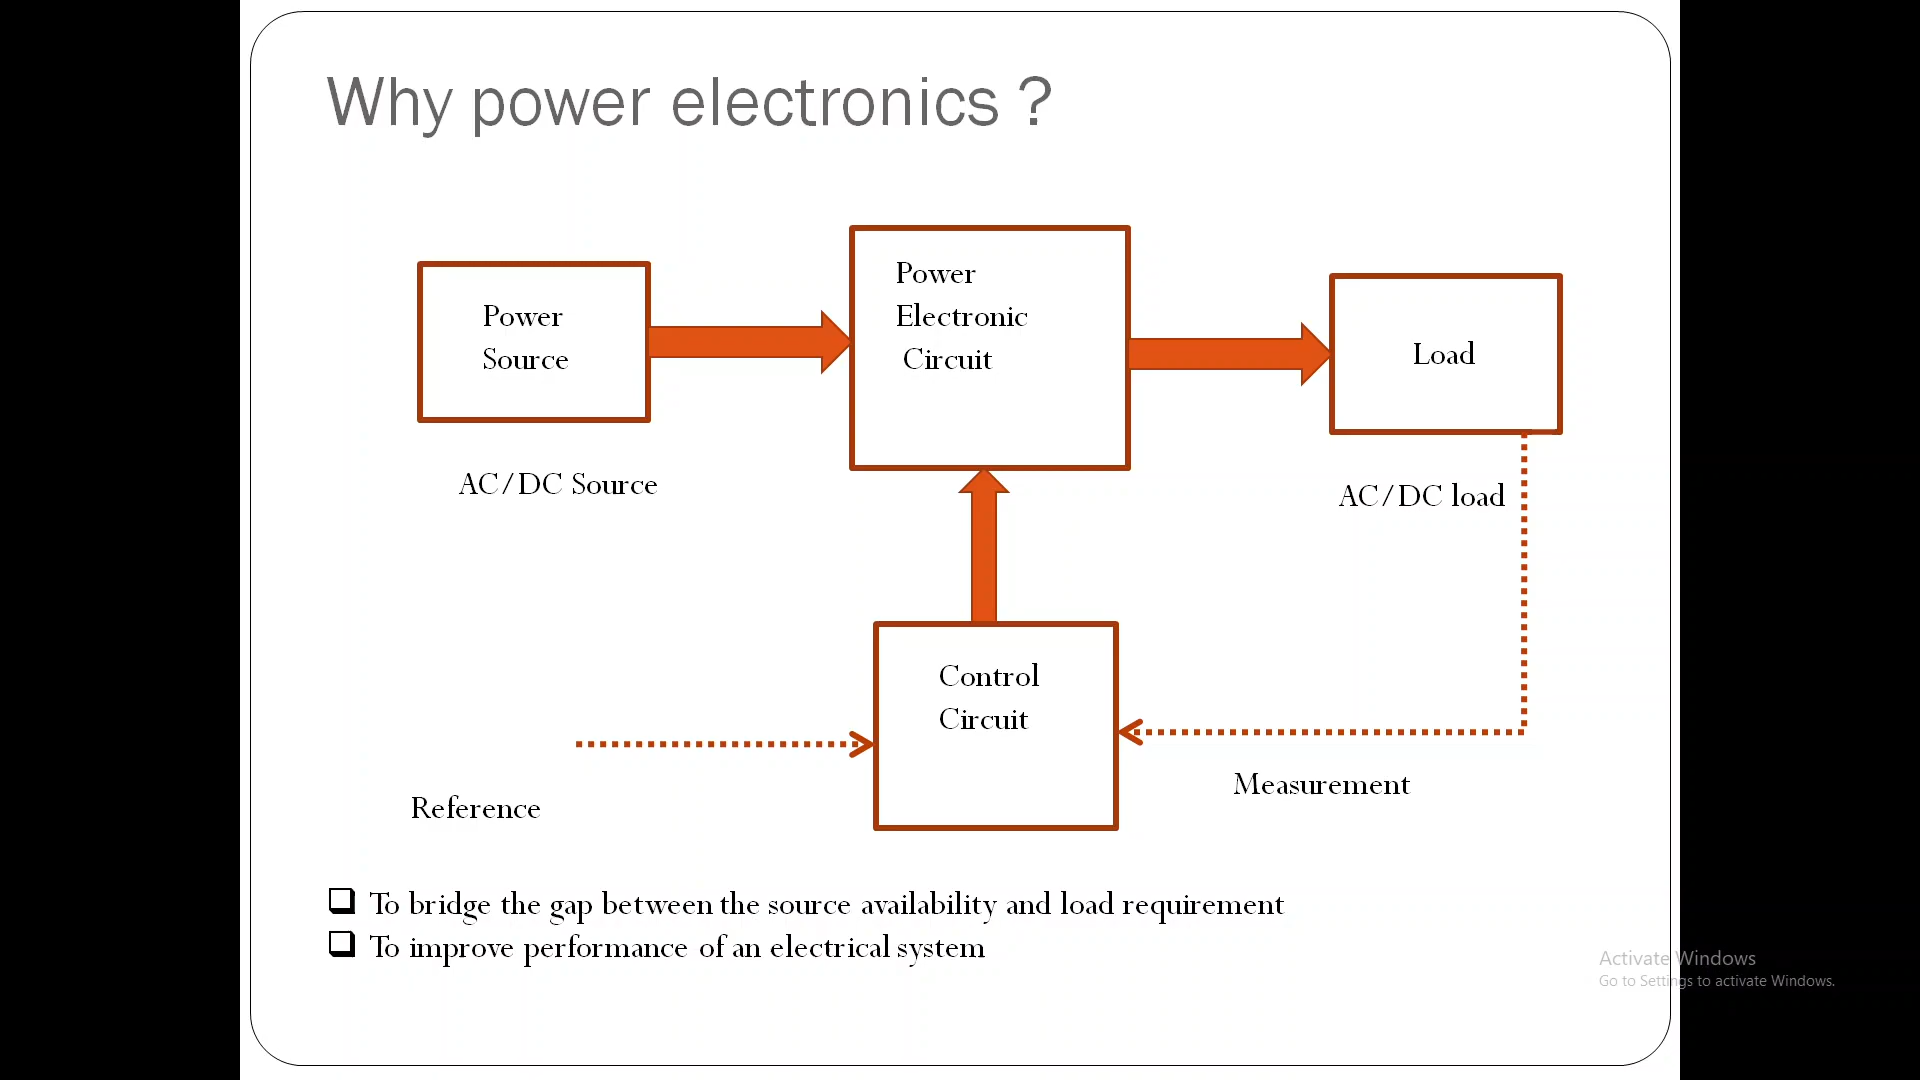 Why power electronics ?
Power
Source
Power
Electronic
Circuit
Load
AC/DC Source
AC/DC load
Control
Circuit
Reference
Measurement
To bridge the gap between the source availability and load requirement
To improve performance of an electrical system
Activate Windows
Go to Settings to activate Windows.